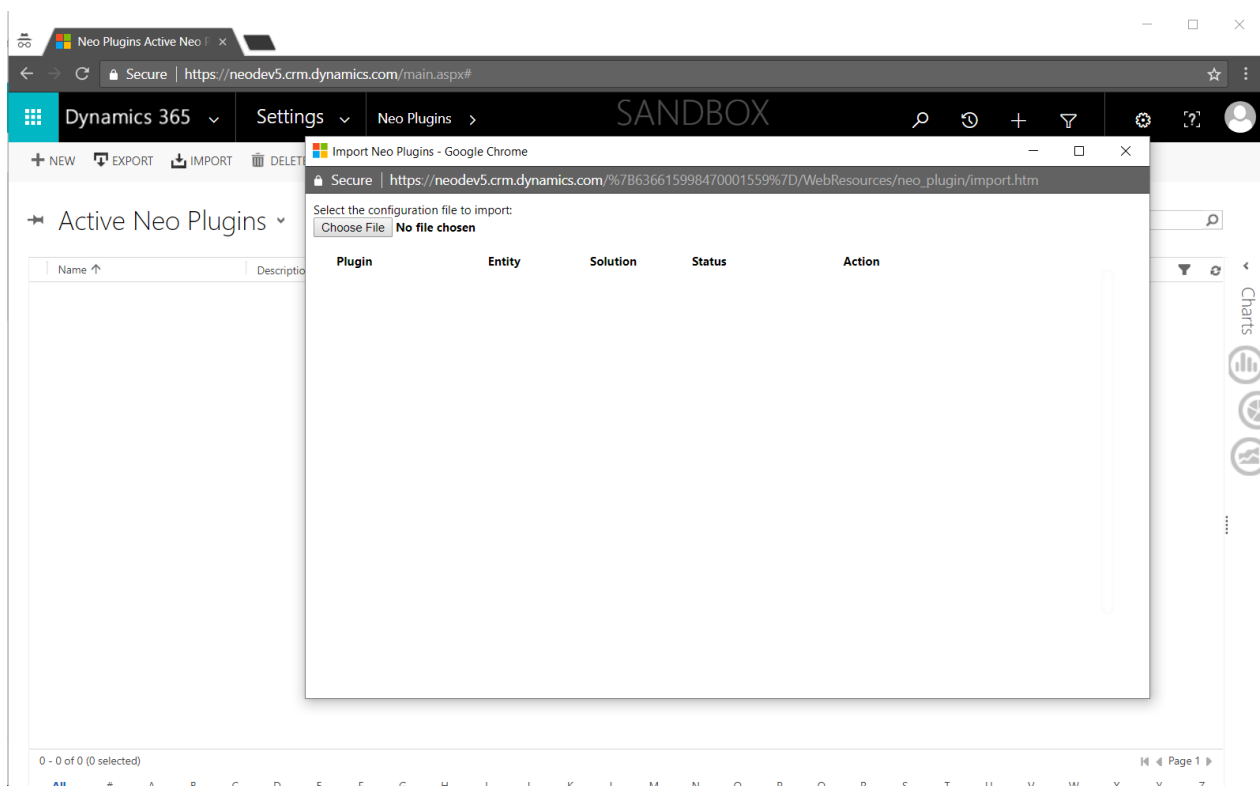 Neo Plugins Active Neo P
Secure | https://neodev5.crm.dynamics.com/main.aspx#
Dynamics 365 Settings Neo Plugins SANDBOX
NEW EXPORT IMPORT DELETE
Import Neo Plugins - Google Chrome
Secure | https://neodev5.crm.dynamics.com/%7B636615998470001559%7D/WebResources/neo_plugin/import.htm
Select the configuration file to import:
Choose File No file chosen
Plugin Entity Solution Status Action
Active Neo Plugins
Name Descriptio
Charts
0 - 0 of 0 (0 selected) Page 1
All # A B C D E F G H I J K L M N O P Q R S T U V W X Y Z